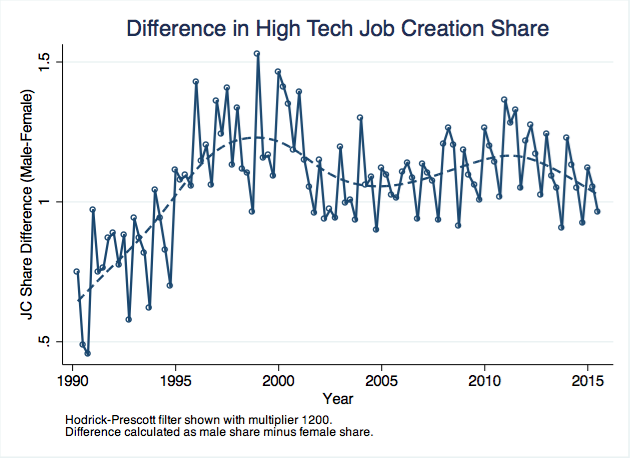 Difference in High Tech Job Creation Share
JC Share Difference (Male-Female)
1.5
1
.5
1990 1995 2000 2005 2010 2015
Year
Hodrick-Prescott filter shown with multiplier 1200.
Difference calculated as male share minus female share.